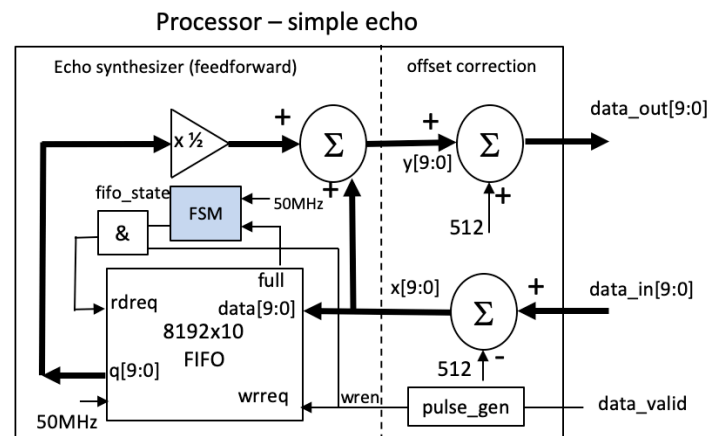 Processor – simple echo
Echo synthesizer (feedforward)
offset correction
data_out[9:0]
+
+
x ½
Σ
Σ
y[9:0]
fifo_state
+
+
FSM
50MHz
512
&
full
x[9:0]
+
data_in[9:0]
rdreq
data[9:0]
Σ
8192x10
FIFO
q[9:0]
512
-
wrreq
wren
pulse_gen
data_valid
50MHz